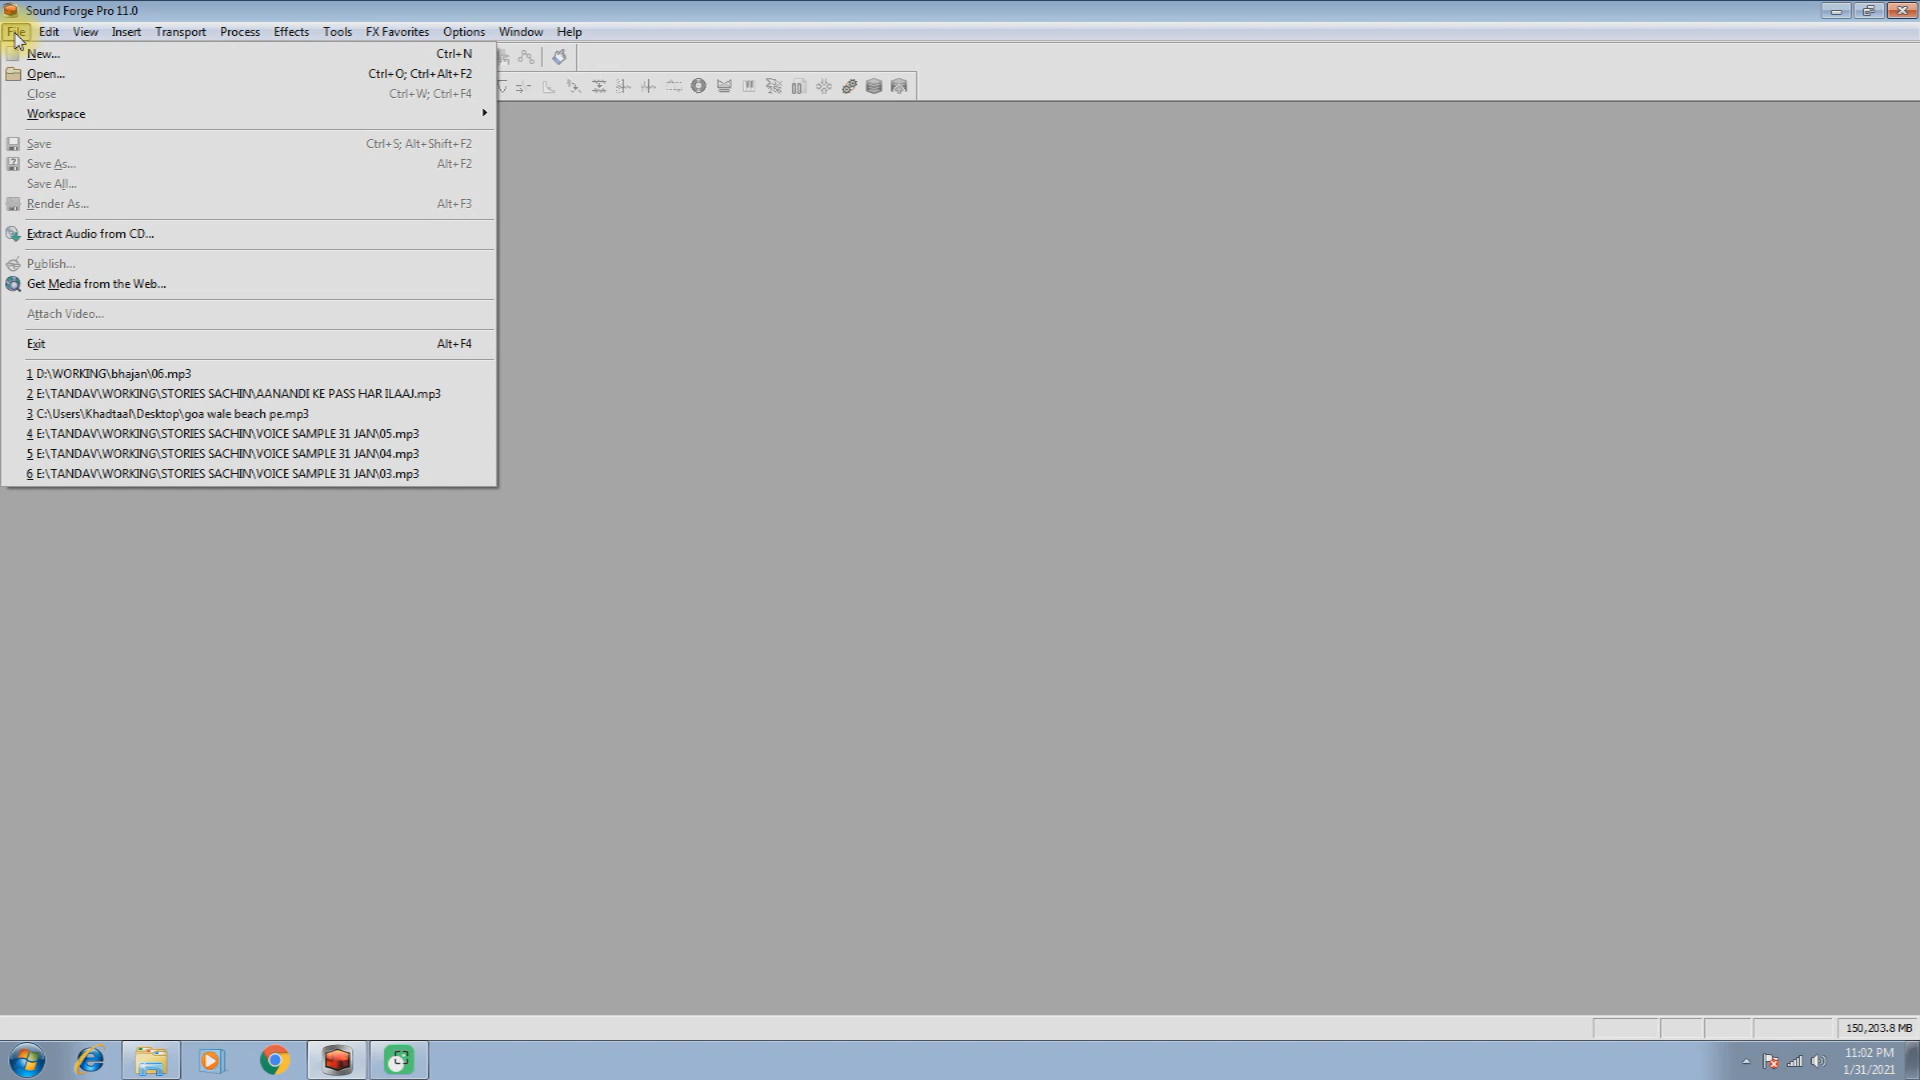 Sound Forge Pro 11.0
File Edit View Insert Transport Process Effects Tools FX Favorites Options Window Help
New... Ctrl+N
Open... Ctrl+O; Ctrl+Alt+F2
Close Ctrl+W; Ctrl+F4
Workspace
Save Ctrl+S; Alt+Shift+F2
Save As... Alt+F2
Save All...
Render As... Alt+F3
Extract Audio from CD...
Publish...
Get Media from the Web...
Attach Video...
Exit Alt+F4
1 D:\WORKING\bhajan\06.mp3
2 E:\TANDAV\WORKING\STORIES SACHIN\AANANDI KE PASS HAR ILAAJ.mp3
3 C:\Users\Khadtaal\Desktop\goa wale beach pe.mp3
4 E:\TANDAV\WORKING\STORIES SACHIN\VOICE SAMPLE 31 JAN\05.mp3
5 E:\TANDAV\WORKING\STORIES SACHIN\VOICE SAMPLE 31 JAN\04.mp3
6 E:\TANDAV\WORKING\STORIES SACHIN\VOICE SAMPLE 31 JAN\03.mp3
150,203.8 MB
11:02 PM
1/31/2021